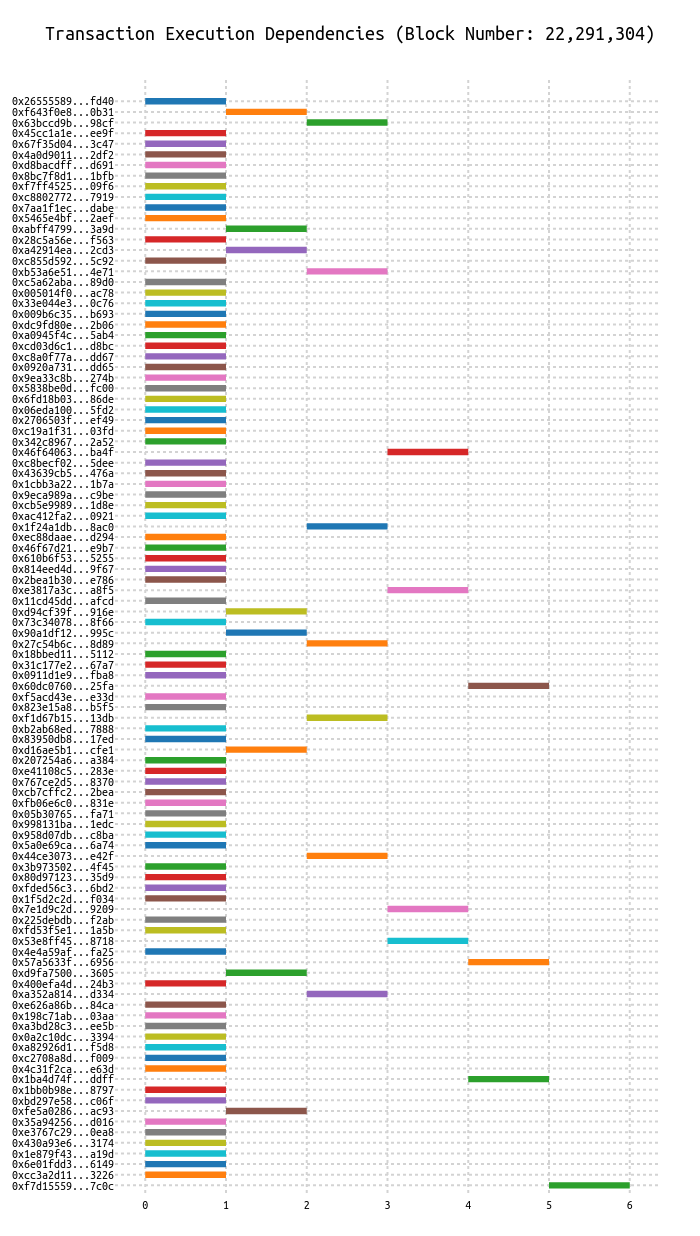 Transaction Execution Dependencies (Block Number: 22,291,304)
0x26555589...fd40
0xf643f0e8...0b31
0x63bccd9b...98cf
0x45cc1a1e...ee9f
0x67f35d04...3c47
0x4a0d9011...2df2
0xd8bacdff...d691
0x8bc7f8d1...1bfb
0xf7ff4525...09f6
0xc8802772...7919
0x7aa1f1ec...dabe
0x5465e4bf...2aef
0xabff4799...3a9d
0x28c5a56e...f563
0xa42914ea...2cd3
0xc855d592...5c92
0xb53a6e51...4e71
0xc5a62aba...89d0
0x005014f0...ac78
0x33e044e3...0c76
0x009b6c35...b693
0xdc9fd80e...2b06
0xa0945f4c...5ab4
0xcd03d6c1...d8bc
0xc8a0f77a...dd67
0x0920a731...dd65
0x9ea33c8b...274b
0x5838be0d...fc00
0x6fd18b03...86de
0x06eda100...5fd2
0x2706503f...ef49
0xc19a1f31...03fd
0x342c8967...2a52
0x46f64063...ba4f
0xc8becf02...5dee
0x43639cb5...476a
0x1cbb3a22...1b7a
0x9eca989a...c9be
0xcb5e9989...1d8e
0xac412fa2...0921
0x1f24a1db...8ac0
0xec88daae...d294
0x46f67d21...e9b7
0x610b6f53...5255
0x814eed4d...9f67
0x2bea1b30...e786
0xe3817a3c...a8f5
0x11cd45dd...afcd
0xd94cf39f...916e
0x73c34078...8f66
0x90a1df12...995c
0x27c54b6c...8d89
0x18bbed11...5112
0x31c177e2...67a7
0x0911d1e9...fba8
0x60dc0760...25fa
0xf5acd43e...e33d
0x823e15a8...b5f5
0xf1d67b15...13db
0xb2ab68ed...7888
0x83950db8...17ed
0xd16ae5b1...cfe1
0x207254a6...a384
0xe41108c5...283e
0x767ce2d5...8370
0xcb7cffc2...2bea
0xfb06e6c0...831e
0x05b30765...fa71
0x998131ba...1edc
0x958d07db...c8ba
0x5a0e69ca...6a74
0x44ce3073...e42f
0x3b973502...4f45
0x80d97123...35d9
0xfded56c3...6bd2
0x1f5d2c2d...f034
0x7e1d9c2d...9209
0x225debdb...f2ab
0xfd53f5e1...1a5b
0x53e8ff45...8718
0x4e4a59af...fa25
0x57a5633f...6956
0xd9fa7500...3605
0x400efa4d...24b3
0xa352a814...d334
0xe626a86b...84ca
0x198c71ab...03aa
0xa3bd28c3...ee5b
0x0a2c10dc...3394
0xa82926d1...f5d8
0xc2708a8d...f009
0x4c31f2ca...e63d
0x1ba4d74f...ddff
0x1bb0b98e...8797
0xbd297e58...c06f
0xfe5a0286...ac93
0x35a94256...d016
0xe3767c29...0ea8
0x430a93e6...3174
0x1e879f43...a19d
0x6e01fdd3...6149
0xcc3a2d11...3226
0xf7d15559...7c0c
0 1 2 3 4 5 6